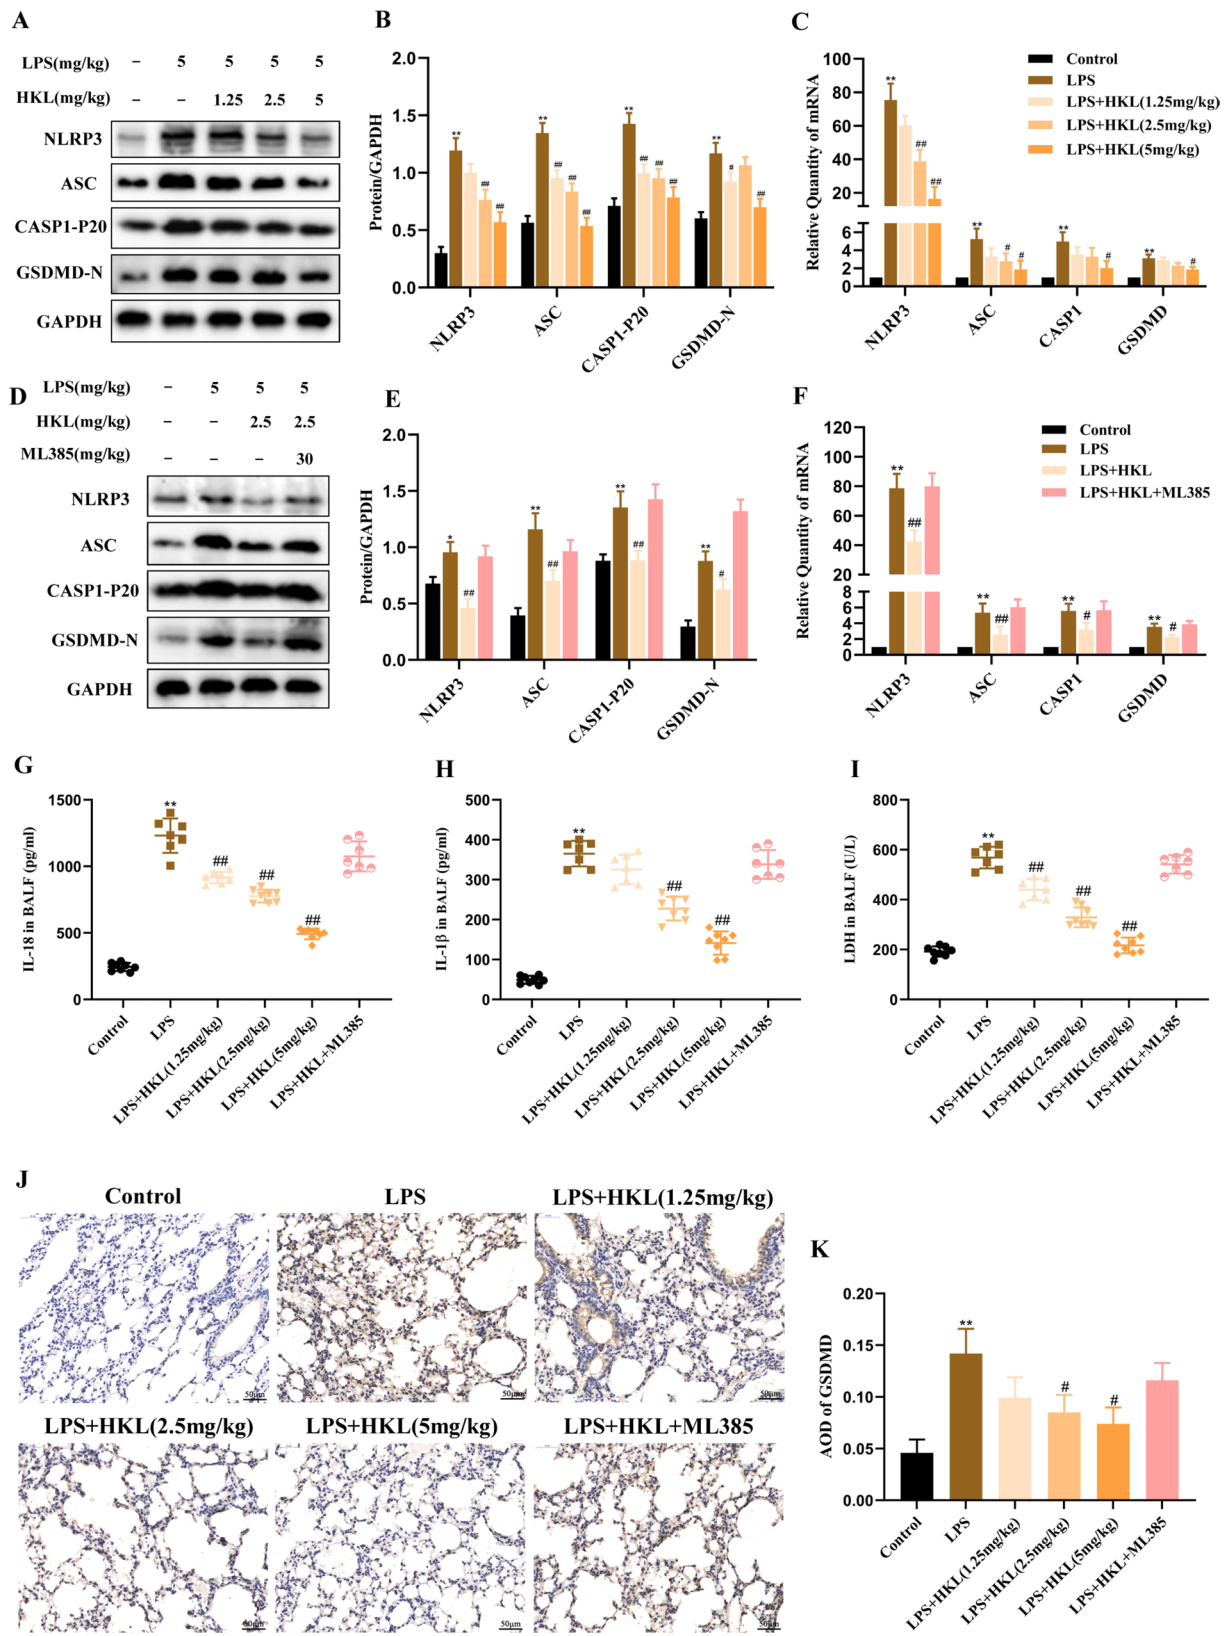 A
LPS(mg/kg) – 5 5 5 5
HKL(mg/kg) – – 1.25 2.5 5
NLRP3
ASC
CASP1-P20
GSDMD-N
GAPDH
B
Protein/GAPDH
2.0
1.5
1.0
0.5
0.0
** ## ##
** ## ## ##
** ## ## ##
** # ##
NLRP3 ASC CASP1-P20 GSDMD-N
C
Relative Quantity of mRNA
100
80
60
40
20
6
4
2
0
** ## ##
** # #
** #
** #
NLRP3 ASC CASP1 GSDMD
Control
LPS
LPS+HKL(1.25mg/kg)
LPS+HKL(2.5mg/kg)
LPS+HKL(5mg/kg)
D
LPS(mg/kg) – 5 5 5
HKL(mg/kg) – – 2.5 2.5
ML385(mg/kg) – – – 30
NLRP3
ASC
CASP1-P20
GSDMD-N
GAPDH
E
Protein/GAPDH
2.0
1.5
1.0
0.5
0.0
* ##
** ##
** ##
** #
NLRP3 ASC CASP1-P20 GSDMD-N
F
Relative Quantity of mRNA
120
100
80
60
40
20
8
6
4
2
0
** ##
** ##
** #
** #
NLRP3 ASC CASP1 GSDMD
Control
LPS
LPS+HKL
LPS+HKL+ML385
G
IL-18 in BALF (pg/ml)
1500
1000
500
0
** ## ## ##
Control LPS LPS+HKL(1.25mg/kg) LPS+HKL(2.5mg/kg) LPS+HKL(5mg/kg) LPS+HKL+ML385
H
IL-1β in BALF (pg/ml)
500
400
300
200
100
0
** ## ##
Control LPS LPS+HKL(1.25mg/kg) LPS+HKL(2.5mg/kg) LPS+HKL(5mg/kg) LPS+HKL+ML385
I
LDH in BALF (U/L)
800
600
400
200
0
** ## ## ##
Control LPS LPS+HKL(1.25mg/kg) LPS+HKL(2.5mg/kg) LPS+HKL(5mg/kg) LPS+HKL+ML385
J
Control LPS LPS+HKL(1.25mg/kg)
50μm 50μm 50μm
LPS+HKL(2.5mg/kg) LPS+HKL(5mg/kg) LPS+HKL+ML385
50μm 50μm 50μm
K
AOD of GSDMD
0.20
0.15
0.10
0.05
0.00
** # #
Control LPS LPS+HKL(1.25mg/kg) LPS+HKL(2.5mg/kg) LPS+HKL(5mg/kg) LPS+HKL+ML385